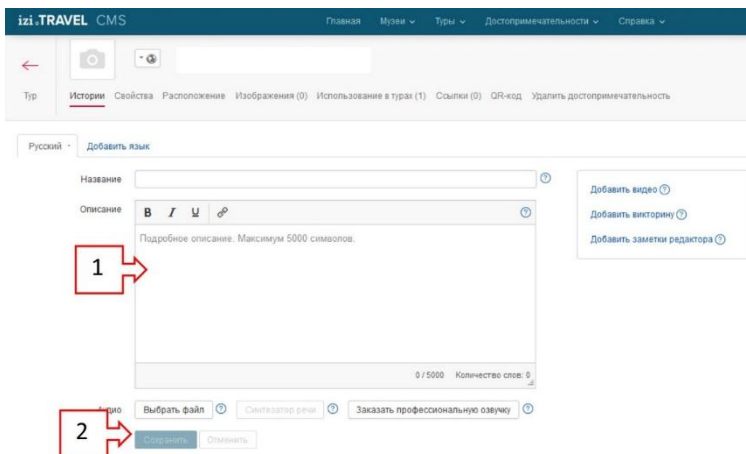 izi.TRAVEL CMS Главная Музеи Туры Достопримечательности Справка
Тур Истории Свойства Расположение Изображения (0) Использование в турах (1) Ссылки (0) QR-код Удалить достопримечательность
Русский Добавить язык
Название ?
Добавить видео ?
Описание B I U ?
Добавить викторину ?
Подробное описание. Максимум 5000 символов.
Добавить заметки редактора ?
1
0 / 5000 Количество слов: 0
Аудио Выбрать файл ? Синтезатор речи ? Заказать профессиональную озвучку ?
2
Сохранить Отменить